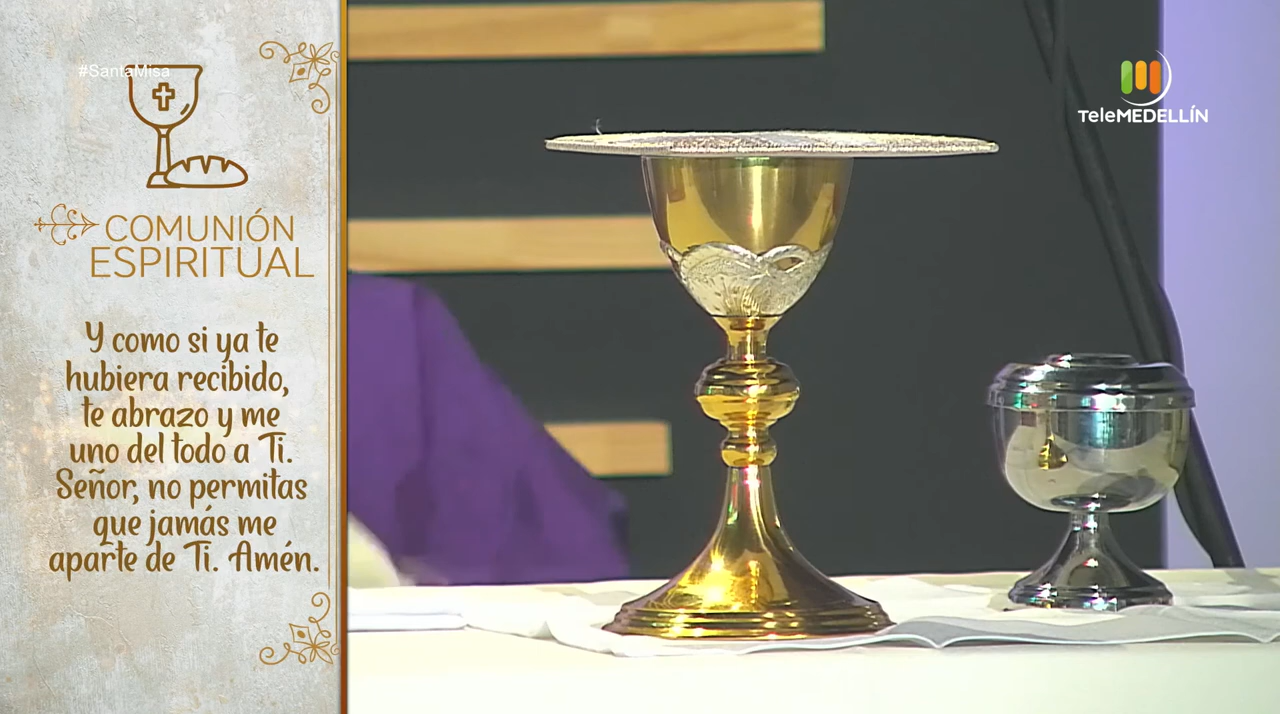 #SantaMisa
COMUNIÓN
ESPIRITUAL
Y como si ya te
hubiera recibido,
te abrazo y me
uno del todo a Ti.
Señor, no permitas
que jamás me
aparte de Ti. Amén.
TeleMEDELLÍN